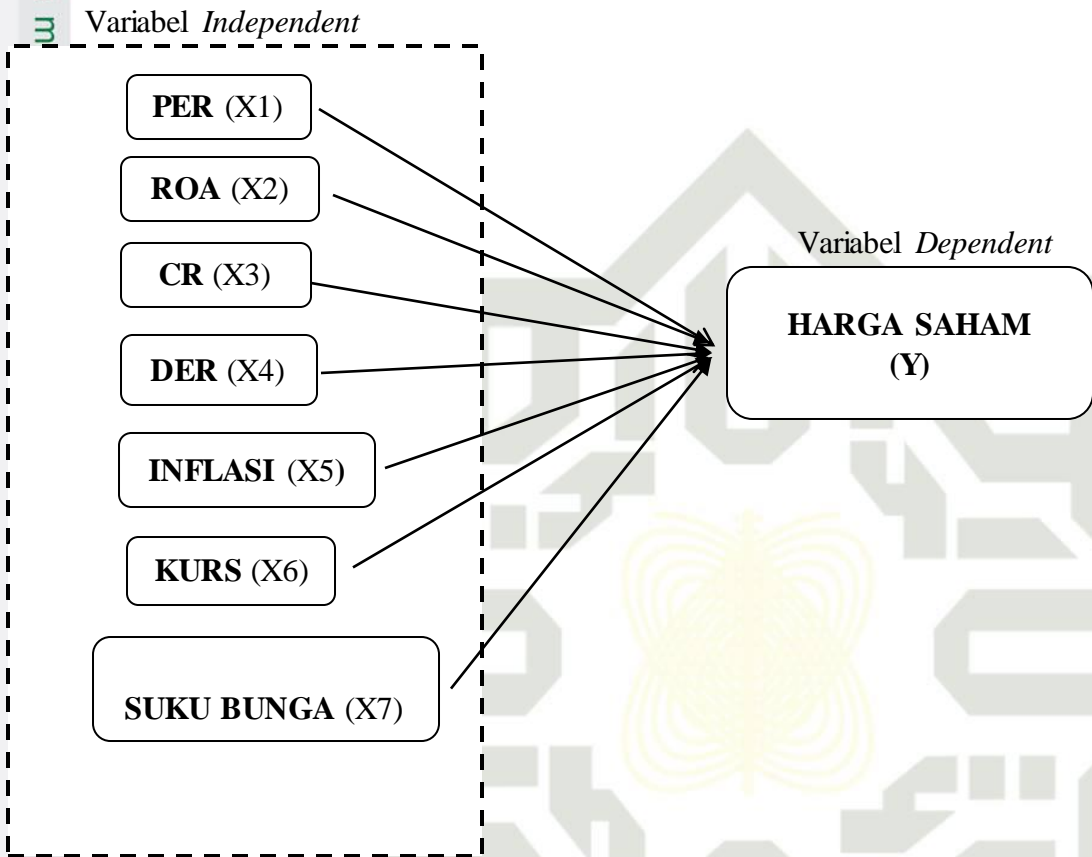 Variabel Independent
m
PER (X1)
ROA (X2)
CR (X3)
DER (X4)
INFLASI (X5)
KURS (X6)
SUKU BUNGA (X7)
Variabel Dependent
HARGA SAHAM
(Y)